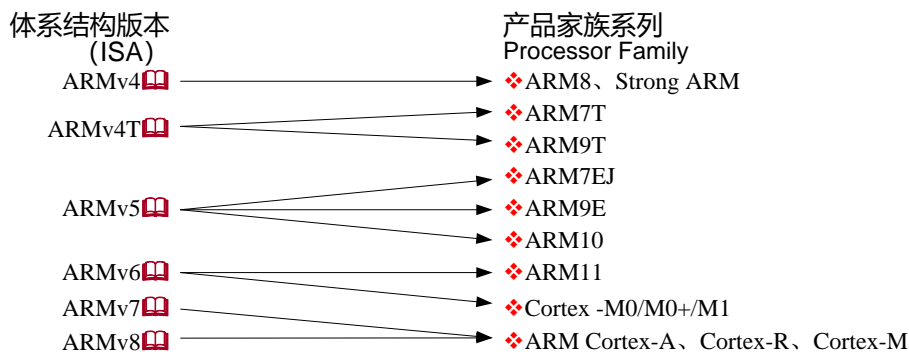 体系结构版本
（ISA）
产品家族系列
Processor Family
ARMv4
ARM8、Strong ARM
ARMv4T
ARM7T
ARM9T
ARMv5
ARM7EJ
ARM9E
ARM10
ARMv6
ARM11
Cortex -M0/M0+/M1
ARMv7
ARMv8
ARM Cortex-A、Cortex-R、Cortex-M